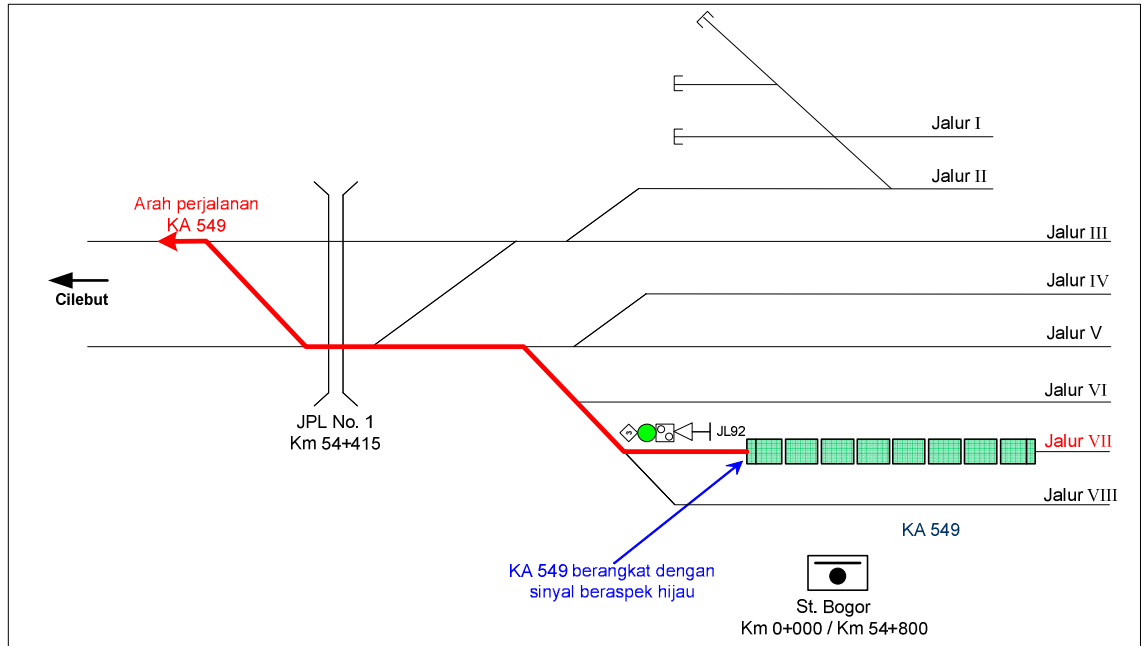 Jalur I
Jalur II
Arah perjalanan
KA 549
Jalur III
Jalur IV
Cilebut
Jalur V
Jalur VI
JPL No. 1
Km 54+415
3
JL92
Jalur VII
Jalur VIII
KA 549
KA 549 berangkat dengan
sinyal beraspek hijau
St. Bogor
Km 0+000 / Km 54+800